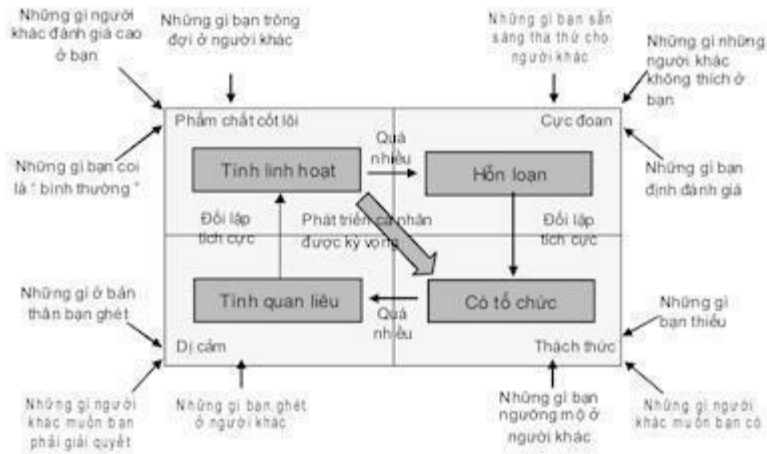 Những gì người
khác đánh giá cao
ở bạn
Những gì bạn trông
đợi ở người khác
Những gì bạn sẵn
sàng tha thứ cho
người khác
Những gì những
người khác
không thích ở
bạn
Phẩm chất cốt lõi
Cực đoan
Những gì bạn coi
là " bình thường "
Tính linh hoạt
Quá
nhiều
Hỗn loạn
Những gì bạn
định đánh giá
Đối lập
tích cực
Phát triển cá nhân
được kỳ vọng
Đối lập
tích cực
Những gì ở bản
thân bạn ghét
Tính quan liêu
Quá
nhiều
Có tổ chức
Những gì
bạn thiếu
Dị cảm
Thách thức
Những gì người
khác muốn bạn
phải giải quyết
Những gì bạn ghét
ở người khác
Những gì bạn
ngưỡng mộ ở
người khác
Những gì người
khác muốn bạn có